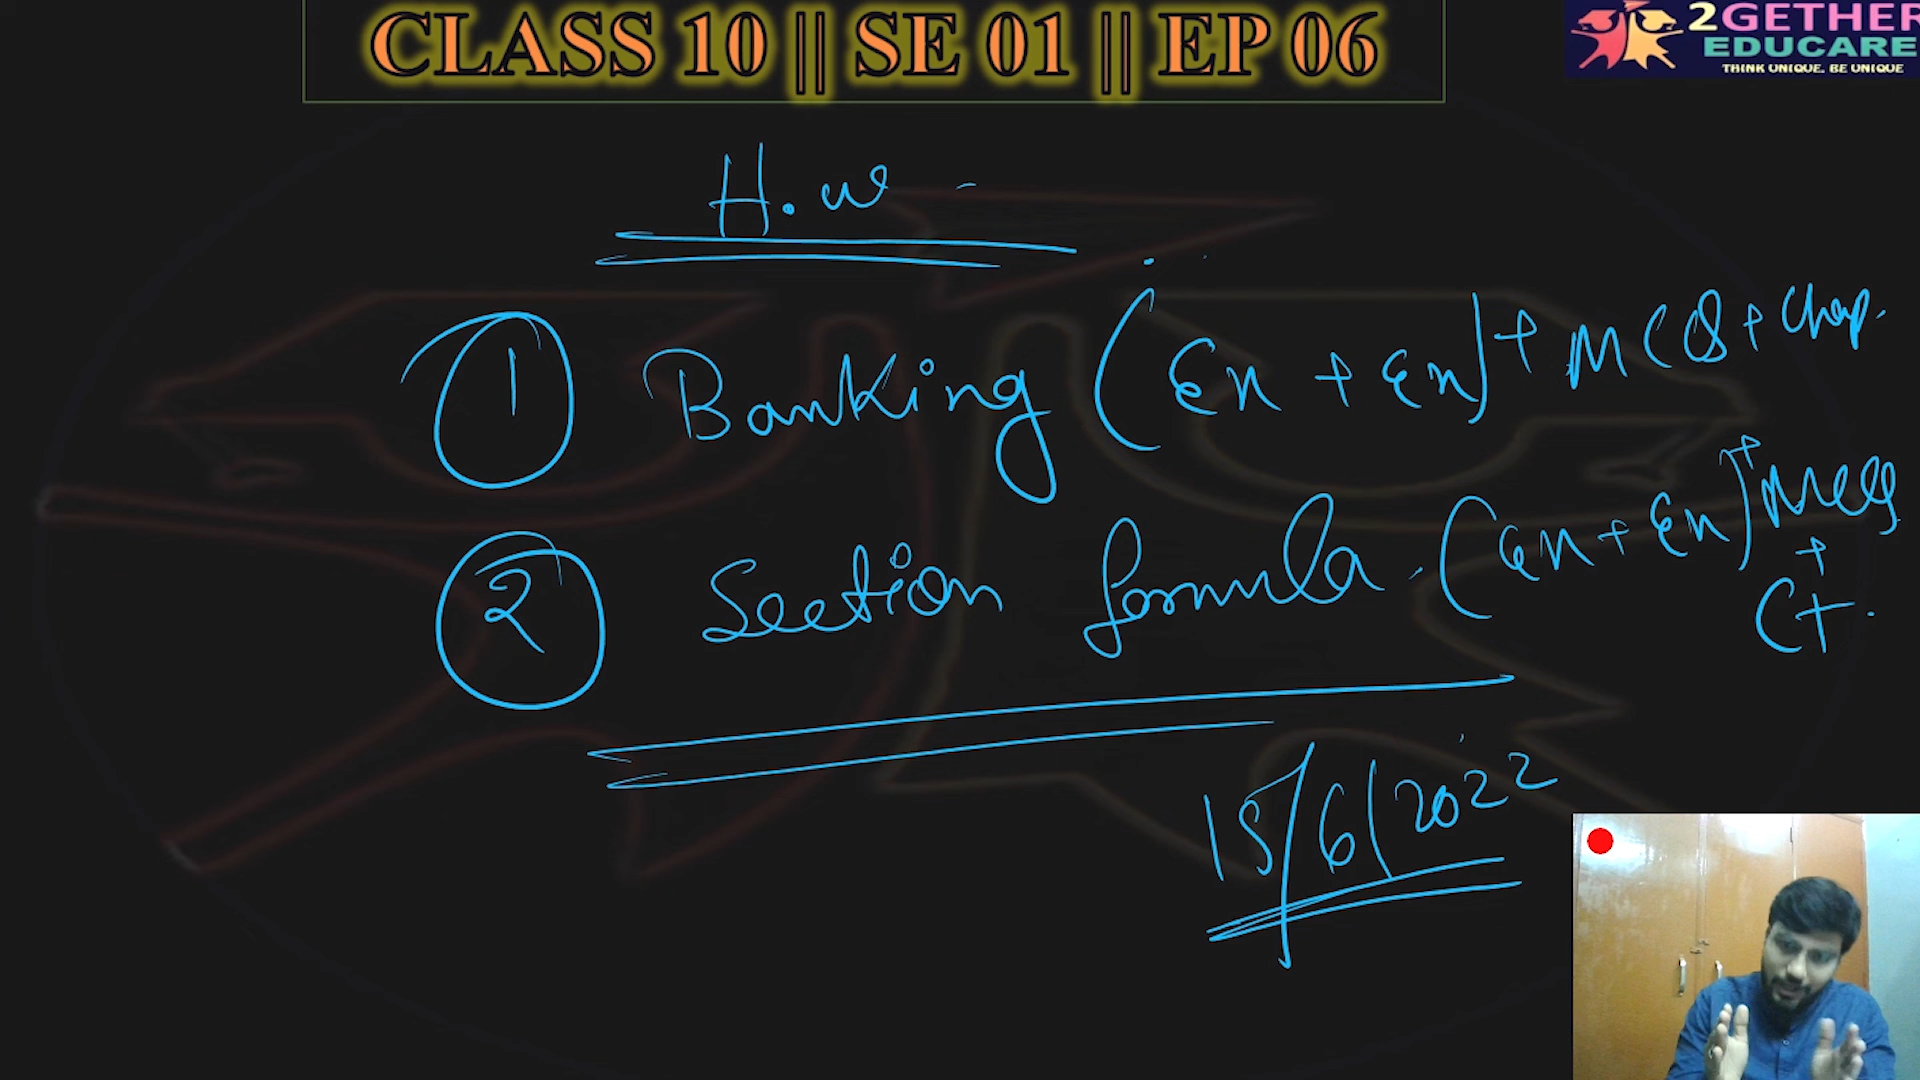 CLASS 10 || SE 01 || EP 06
2GETHER
EDUCARE
THINK UNIQUE. BE UNIQUE
H.W
1 Banking (Ex + Ex) + MCQ + Chap.
2 Section formula. (Ex + Ex) + MCQ
+
CT.
15/6/2022